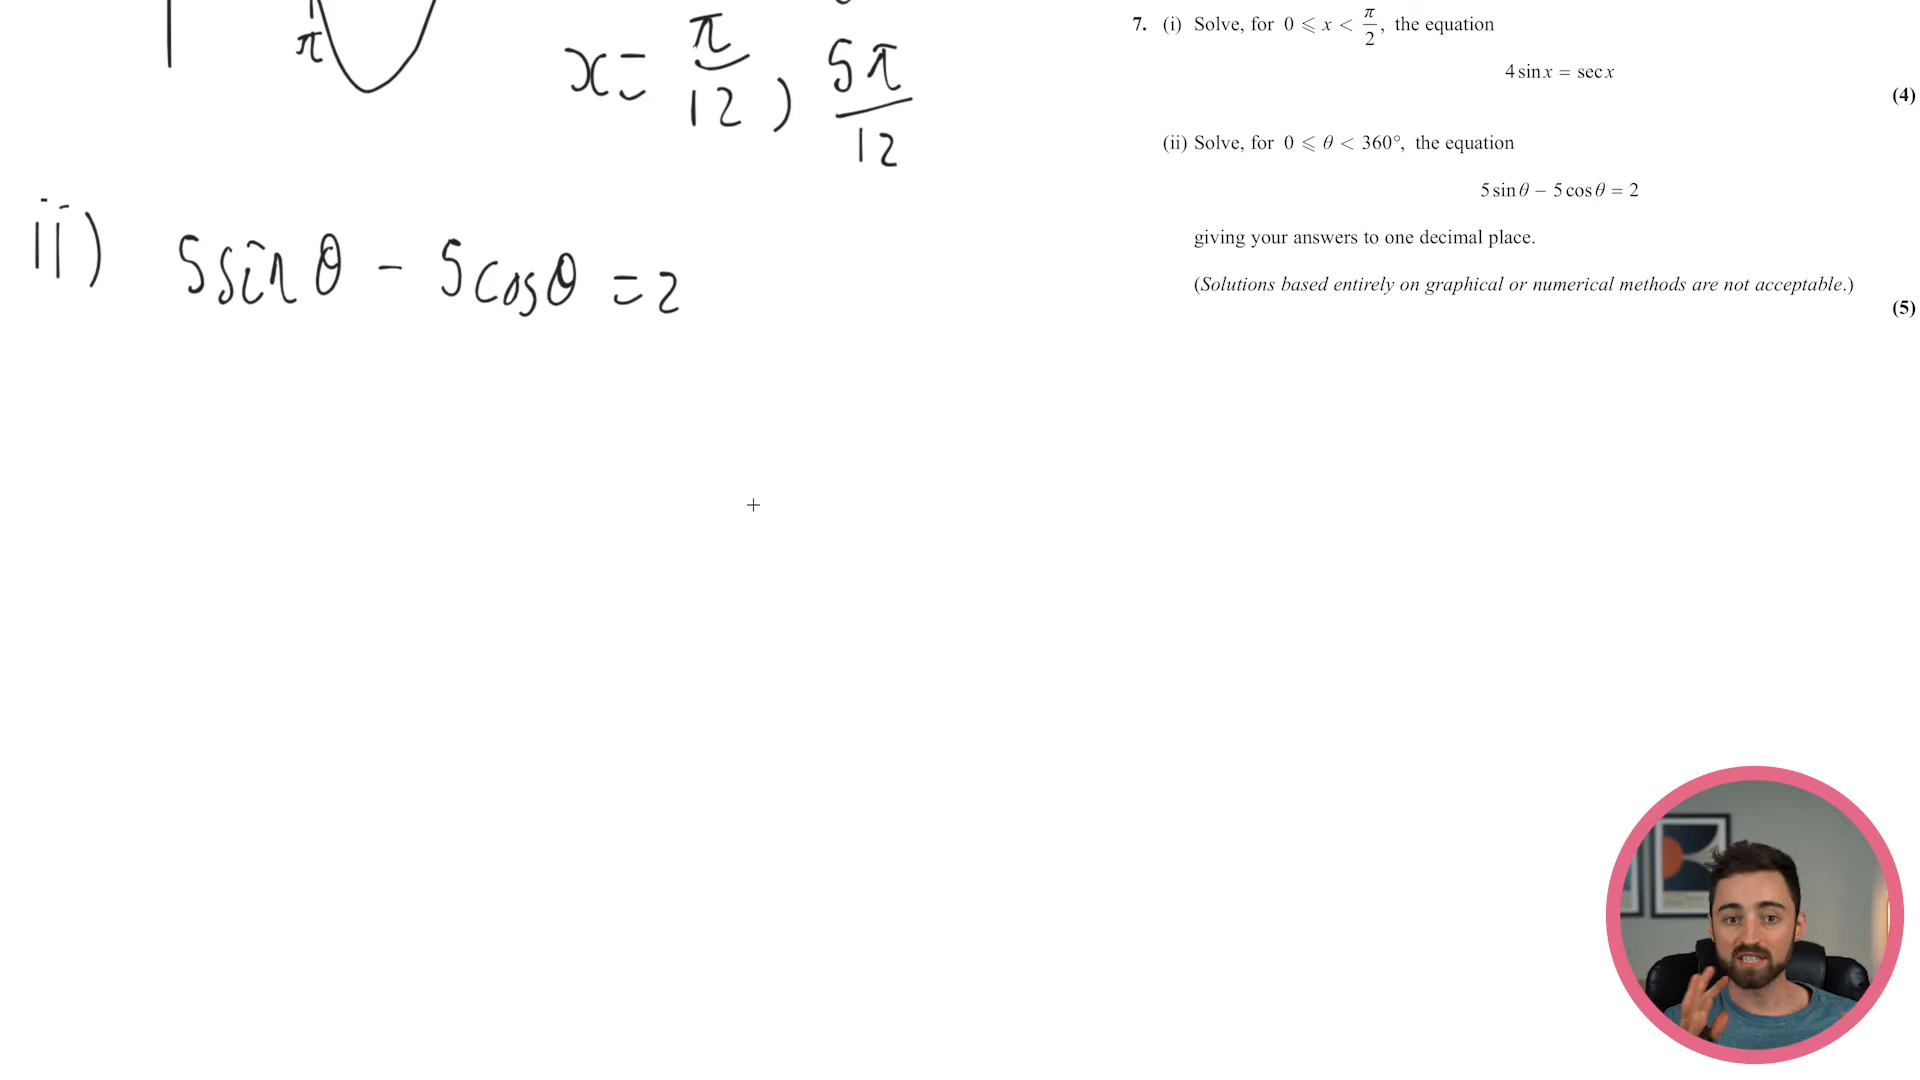 π
x = π/12 , 5π/12
ii) 5sinθ - 5cosθ = 2
7. (i) Solve, for 0 ⩽ x < π/2, the equation
4 sin x = sec x
(4)
(ii) Solve, for 0 ⩽ θ < 360°, the equation
5 sin θ – 5 cos θ = 2
giving your answers to one decimal place.
(Solutions based entirely on graphical or numerical methods are not acceptable.)
(5)